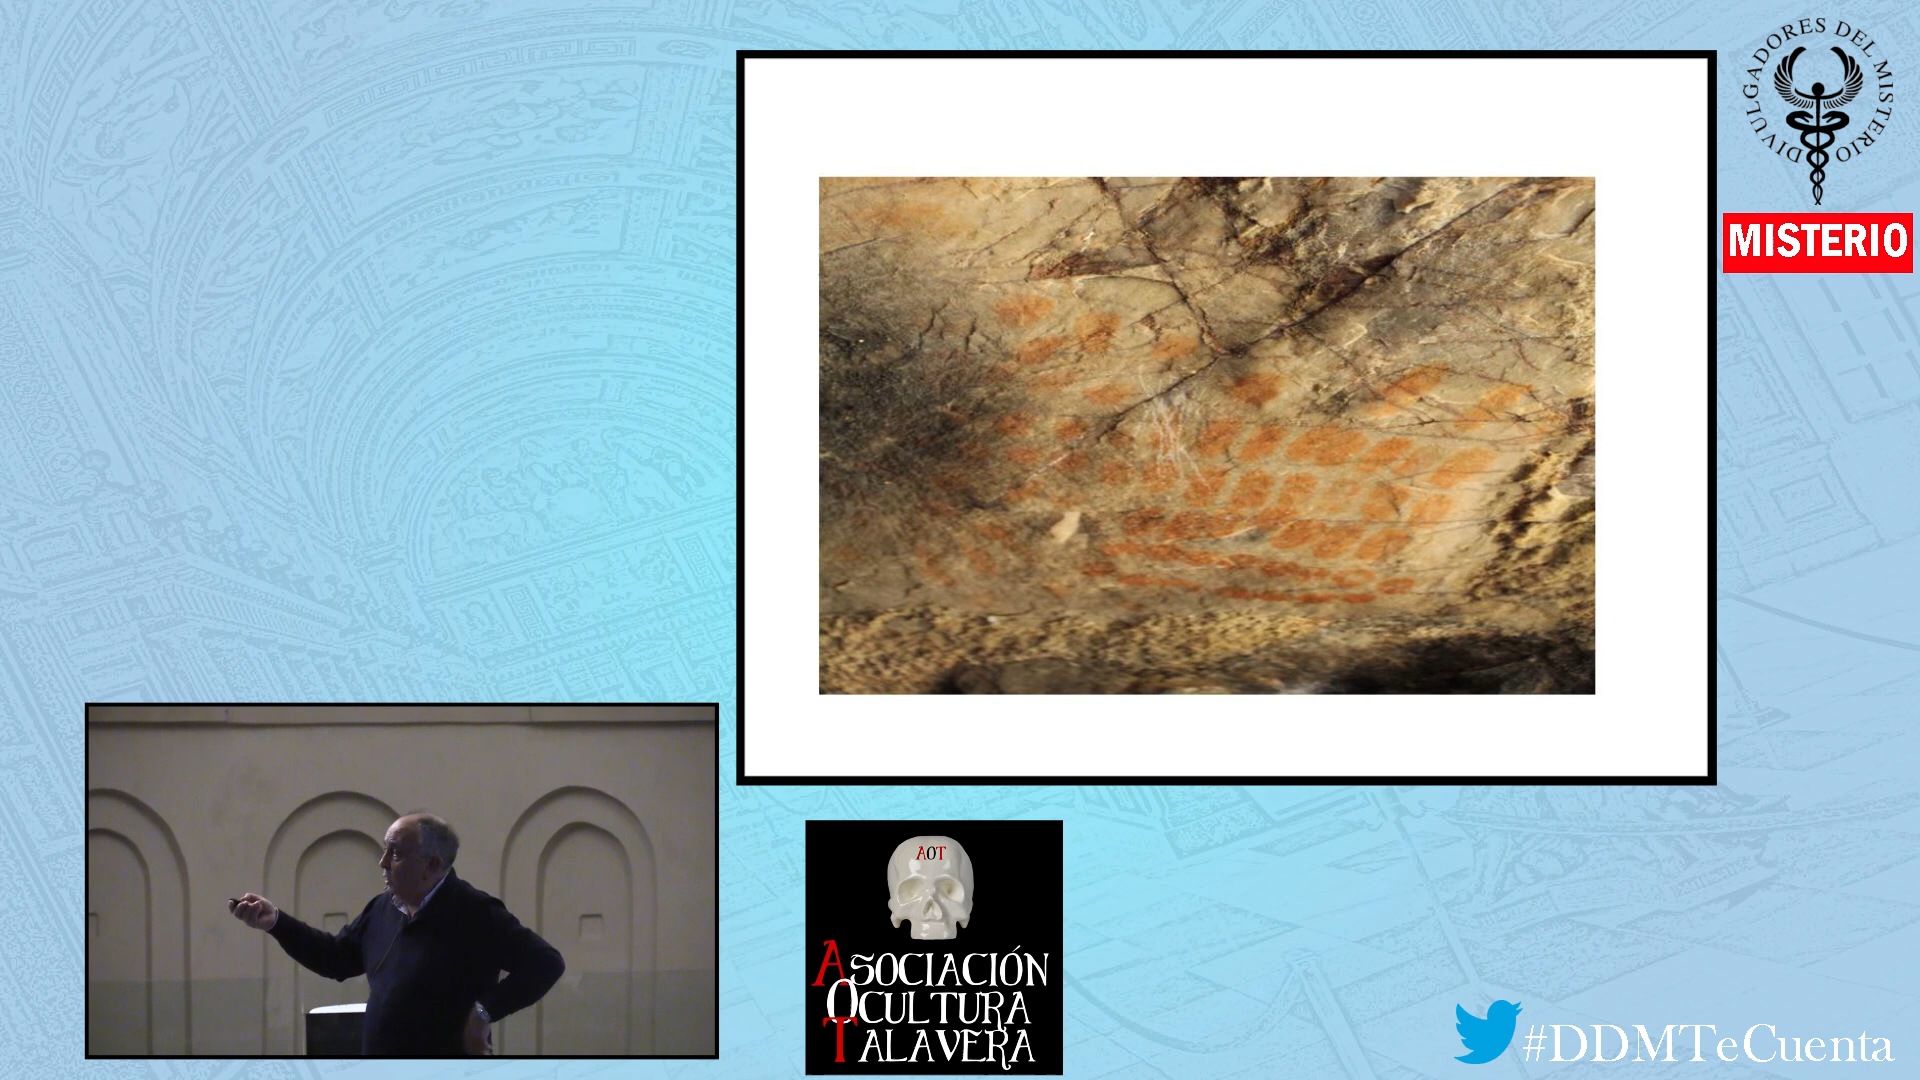 DIVULGADORES DEL MISTERIO
MISTERIO
AOT
ASOCIACIÓN
OCULTURA
TALAVERA
#DDMTeCuenta